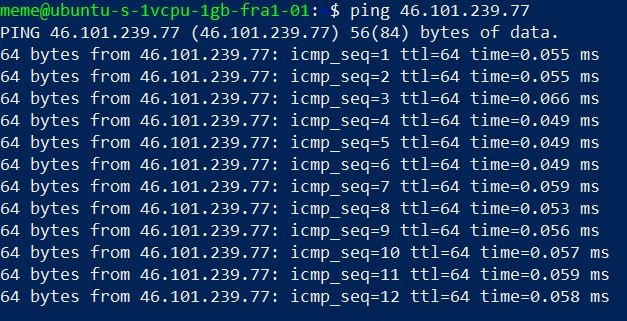 meme@ubuntu-s-1vcpu-1gb-fra1-01: $ ping 46.101.239.77
PING 46.101.239.77 (46.101.239.77) 56(84) bytes of data.
64 bytes from 46.101.239.77: icmp_seq=1 ttl=64 time=0.055 ms
64 bytes from 46.101.239.77: icmp_seq=2 ttl=64 time=0.055 ms
64 bytes from 46.101.239.77: icmp_seq=3 ttl=64 time=0.066 ms
64 bytes from 46.101.239.77: icmp_seq=4 ttl=64 time=0.049 ms
64 bytes from 46.101.239.77: icmp_seq=5 ttl=64 time=0.049 ms
64 bytes from 46.101.239.77: icmp_seq=6 ttl=64 time=0.049 ms
64 bytes from 46.101.239.77: icmp_seq=7 ttl=64 time=0.059 ms
64 bytes from 46.101.239.77: icmp_seq=8 ttl=64 time=0.053 ms
64 bytes from 46.101.239.77: icmp_seq=9 ttl=64 time=0.056 ms
64 bytes from 46.101.239.77: icmp_seq=10 ttl=64 time=0.057 ms
64 bytes from 46.101.239.77: icmp_seq=11 ttl=64 time=0.059 ms
64 bytes from 46.101.239.77: icmp_seq=12 ttl=64 time=0.058 ms